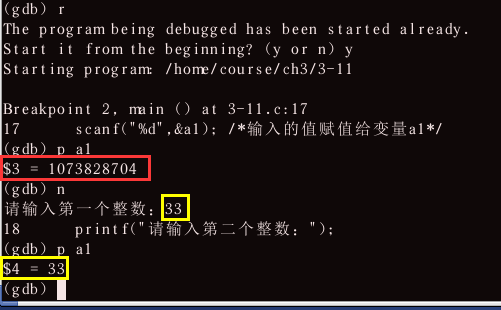 (gdb) r
The program being debugged has been started already.
Start it from the beginning? (y or n) y
Starting program: /home/course/ch3/3-11
Breakpoint 2, main () at 3-11.c:17
17 scanf("%d",&a1); /*输入的值赋值给变量a1*/
(gdb) p a1
$3 = 1073828704
(gdb) n
请输入第一个整数：33
18 printf("请输入第二个整数：");
(gdb) p a1
$4 = 33
(gdb)